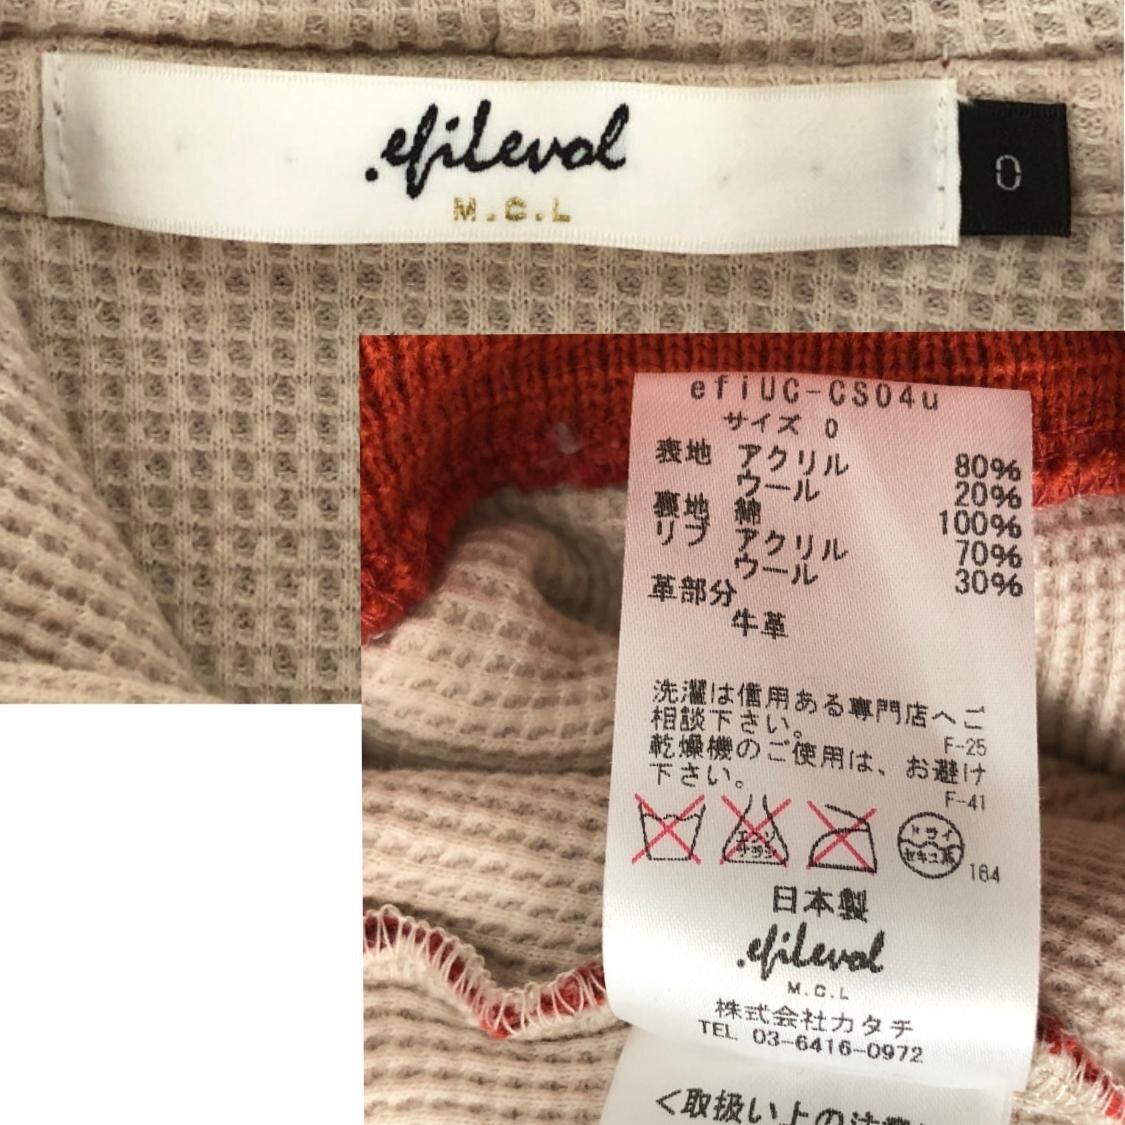 .efilevol
M.C.L
0
efiUC-CS04u
サイズ 0
表地 アクリル 80%
ウール 20%
裏地 綿 100%
リブ アクリル 70%
ウール 30%
革部分
牛革
洗濯は信用ある専門店へご
相談下さい。
F-25
乾燥機のご使用は、お避け
下さい。
F-41
エンソ
サラシ
ドライ
セキユ系
164
日本製
.efilevol
M.C.L
株式会社カタチ
TEL 03-6416-0972
<取扱い上の注意